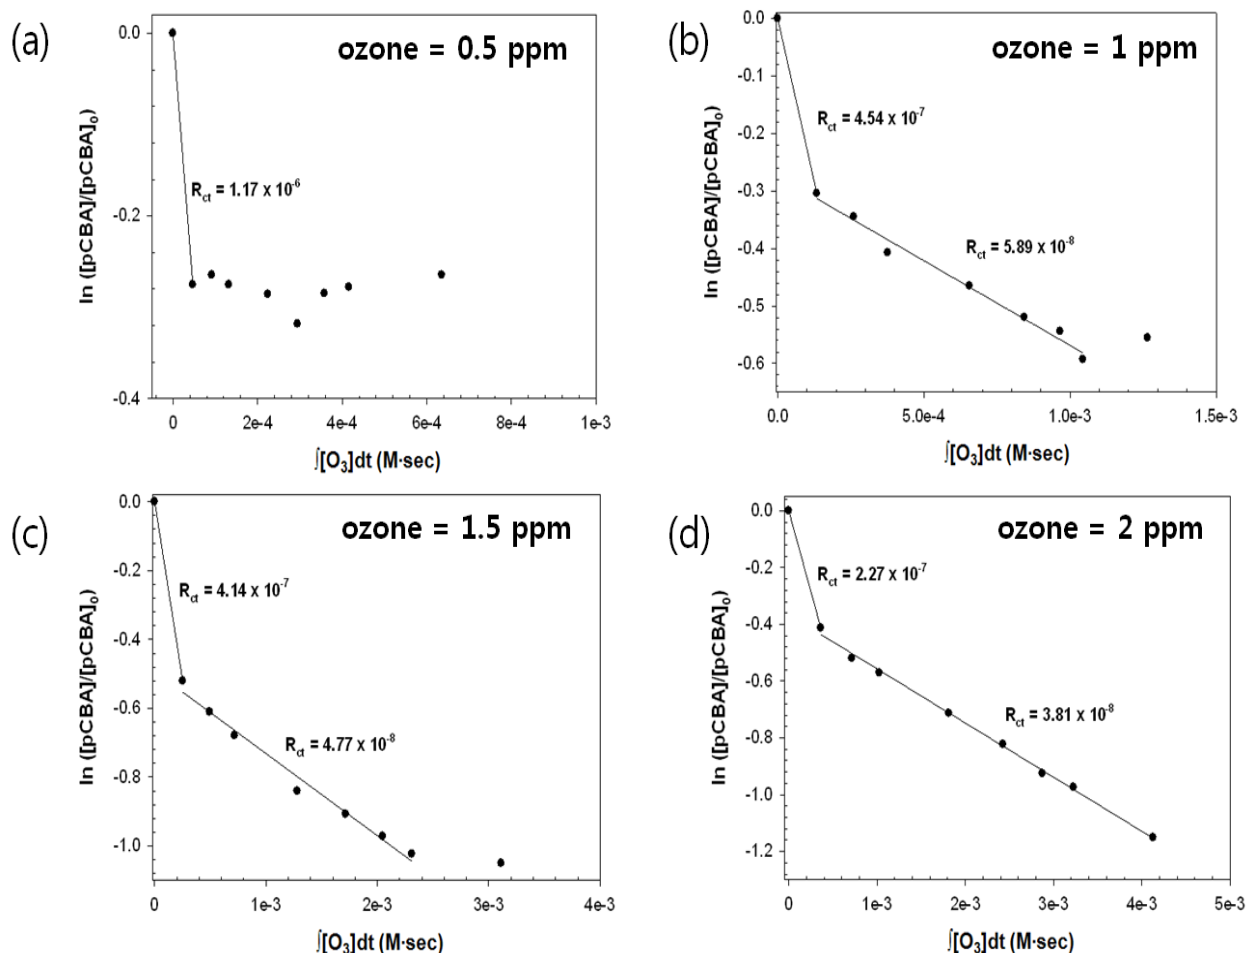 (a)
ozone = 0.5 ppm
0.0
-0.2
-0.4
ln ([pCBA]/[pCBA]₀)
R_ct = 1.17 x 10⁻⁶
0
2e-4
4e-4
6e-4
8e-4
1e-3
∫[O₃]dt (M·sec)
(b)
ozone = 1 ppm
0.0
-0.1
-0.2
-0.3
-0.4
-0.5
-0.6
ln ([pCBA]/[pCBA]₀)
R_ct = 4.54 x 10⁻⁷
R_ct = 5.89 x 10⁻⁸
0.0
5.0e-4
1.0e-3
1.5e-3
∫[O₃]dt (M·sec)
(c)
ozone = 1.5 ppm
0.0
-0.2
-0.4
-0.6
-0.8
-1.0
ln ([pCBA]/[pCBA]₀)
R_ct = 4.14 x 10⁻⁷
R_ct = 4.77 x 10⁻⁸
0
1e-3
2e-3
3e-3
4e-3
∫[O₃]dt (M·sec)
(d)
ozone = 2 ppm
0.0
-0.2
-0.4
-0.6
-0.8
-1.0
-1.2
ln ([pCBA]/[pCBA]₀)
R_ct = 2.27 x 10⁻⁷
R_ct = 3.81 x 10⁻⁸
0
1e-3
2e-3
3e-3
4e-3
5e-3
∫[O₃]dt (M·sec)